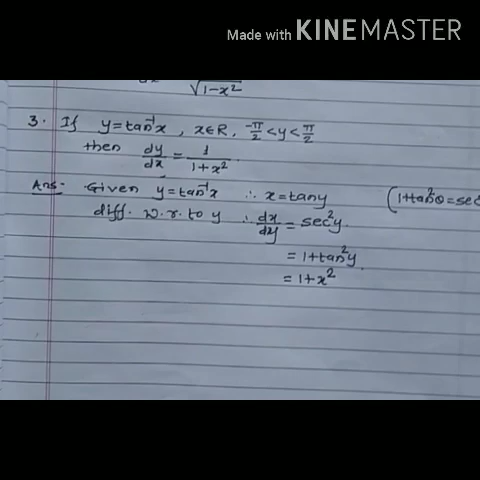 Made with KINEMASTER
√1-x²
3. If y=tan⁻¹x , x∈R, -π/2 <y< π/2
then dy/dx = 1/1+x².
Ans:- Given y=tan⁻¹x ∴ x=tany (1+tan²θ=sec
diff. w.r.to y ∴ dx/dy = sec²y.
= 1+tan²y.
= 1+x²